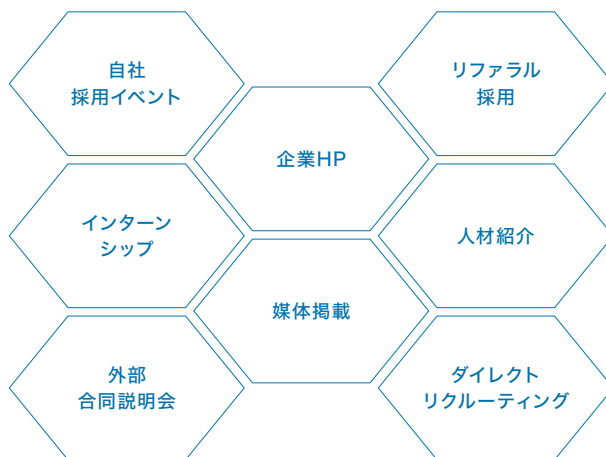 自社
採用イベント
リファラル
採用
企業HP
インターン
シップ
人材紹介
媒体掲載
外部
合同説明会
ダイレクト
リクルーティング